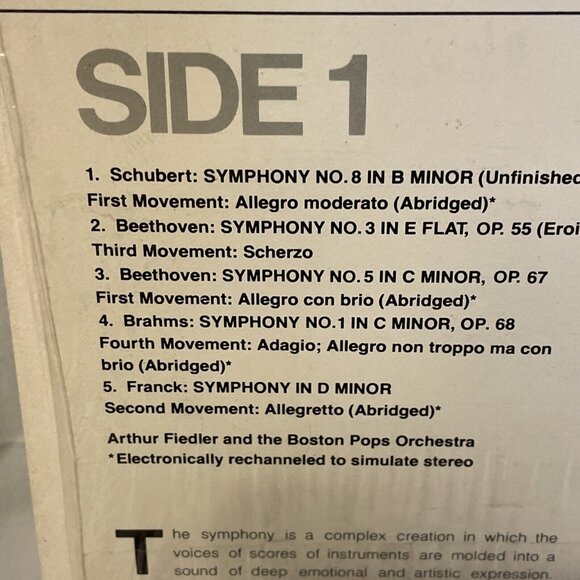 SIDE 1
1. Schubert: SYMPHONY NO. 8 IN B MINOR (Unfinished
First Movement: Allegro moderato (Abridged)*
2. Beethoven: SYMPHONY NO. 3 IN E FLAT, OP. 55 (Eroi
Third Movement: Scherzo
3. Beethoven: SYMPHONY NO. 5 IN C MINOR, OP. 67
First Movement: Allegro con brio (Abridged)*
4. Brahms: SYMPHONY NO. 1 IN C MINOR, OP. 68
Fourth Movement: Adagio; Allegro non troppo ma con
brio (Abridged)*
5. Franck: SYMPHONY IN D MINOR
Second Movement: Allegretto (Abridged)*
Arthur Fiedler and the Boston Pops Orchestra
*Electronically rechanneled to simulate stereo
The symphony is a complex creation in which the
voices of scores of instruments are molded into a
sound of deep emotional and artistic expression.